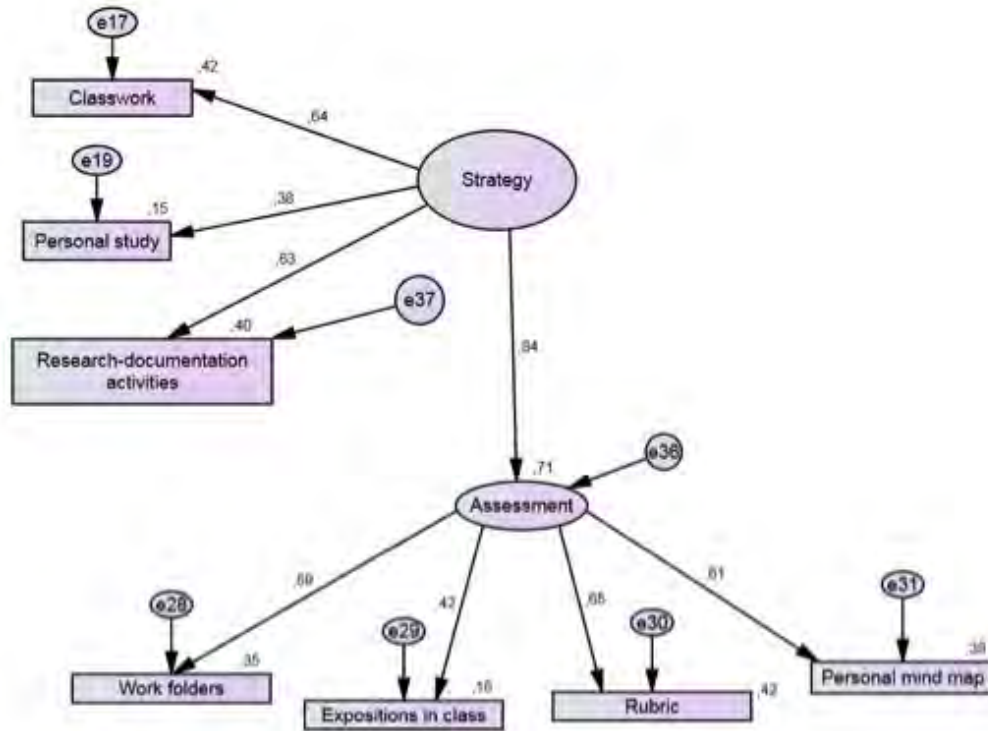 e17
.42
Classwork
.64
e19
Strategy
.15
.38
Personal study
.63
e37
.40
Research-documentation
activities
.84
e36
.71
Assessment
.61
e31
e28
.42
e29
e30
.35
.38
Work folders
.16
.42
Personal mind map
Expositions in class
Rubric